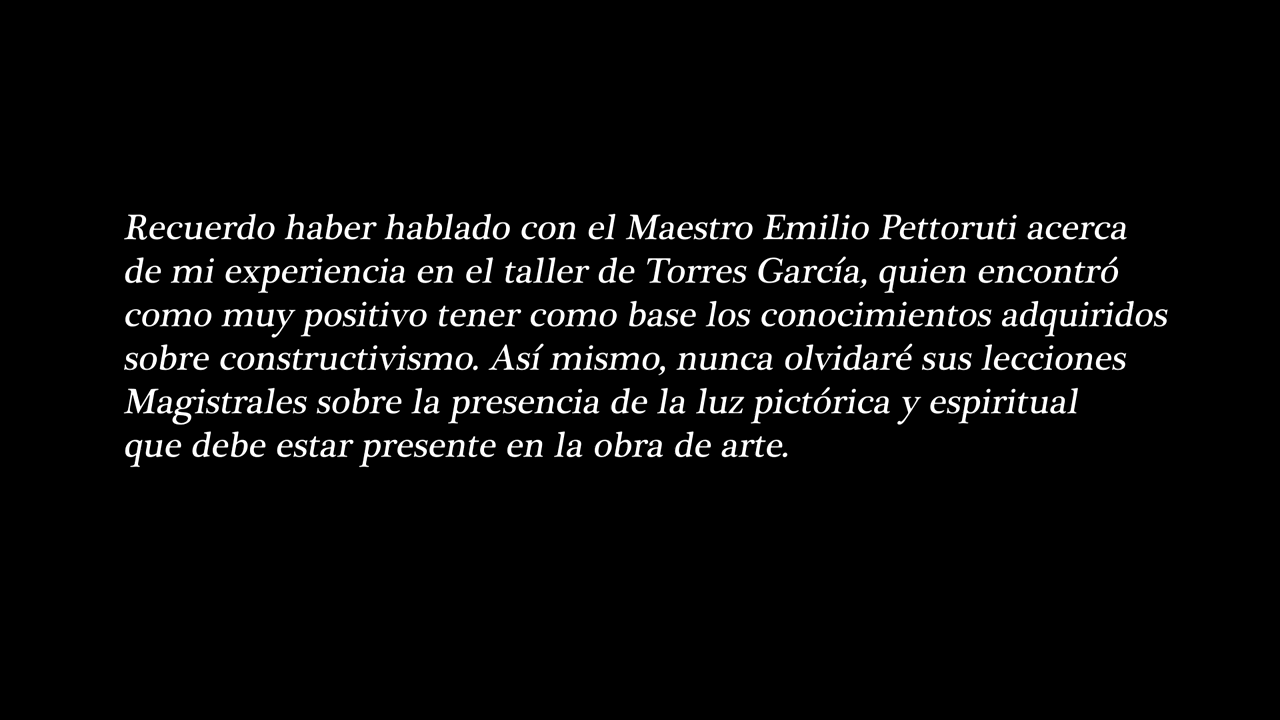 Recuerdo haber hablado con el Maestro Emilio Pettoruti acerca
de mi experiencia en el taller de Torres García, quien encontró
como muy positivo tener como base los conocimientos adquiridos
sobre constructivismo. Así mismo, nunca olvidaré sus lecciones
Magistrales sobre la presencia de la luz pictórica y espiritual
que debe estar presente en la obra de arte.